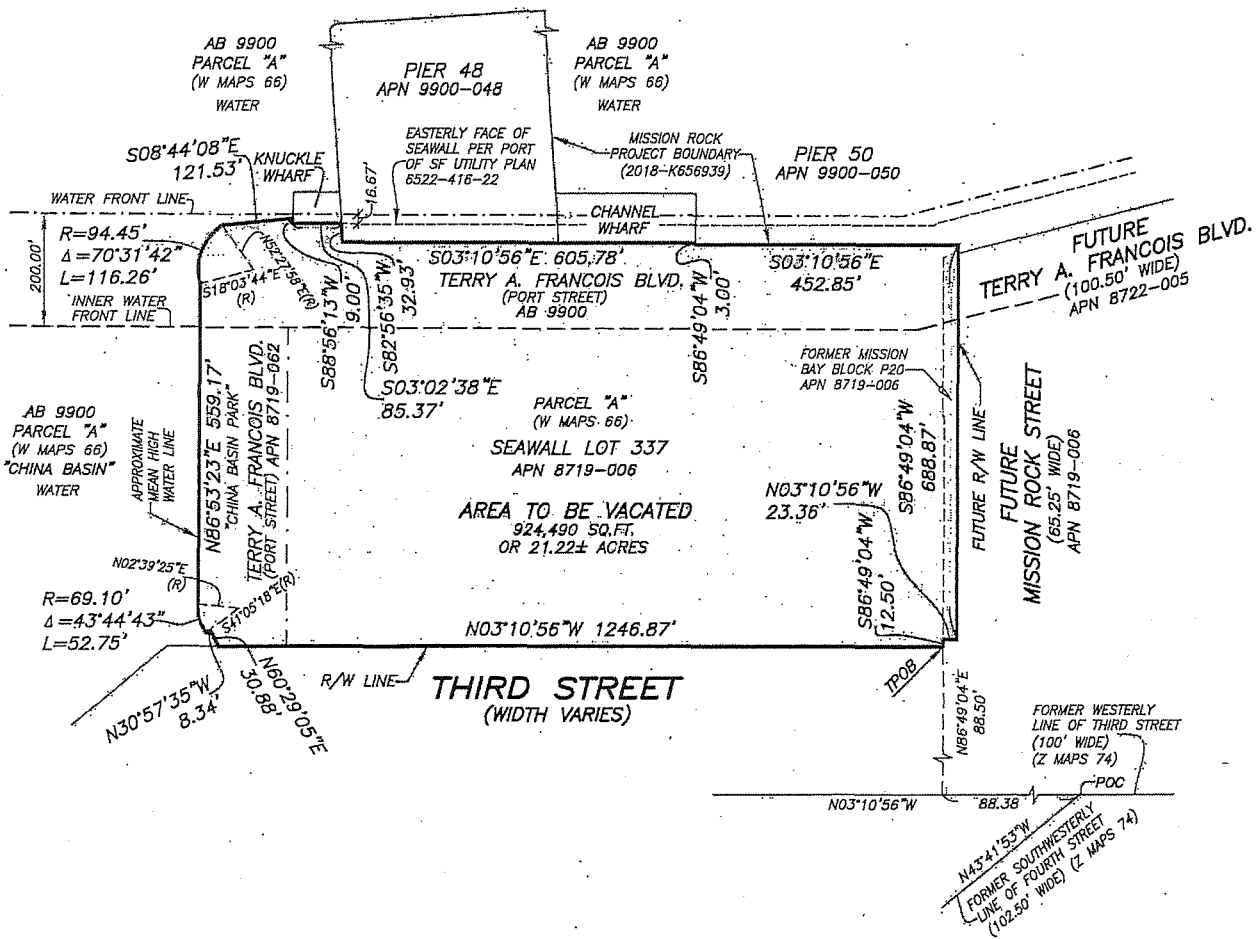 AB 9900
PARCEL "A"
(W MAPS 66)
WATER
PIER 48
APN 9900-048
AB 9900
PARCEL "A"
(W MAPS 66)
WATER
S08°44'08"E
121.53'
KNUCKLE
WHARF
EASTERLY FACE OF
SEAWALL PER PORT
OF SF UTILITY PLAN
6522-416-22
MISSION ROCK
PROJECT BOUNDARY
(2018-K656939)
PIER 50
APN 9900-050
WATER FRONT LINE
16.67'
CHANNEL
WHARF
200.00'
R=94.45'
Δ=70°31'42"
L=116.26'
INNER WATER
FRONT LINE
S18°03'44"E
(R)
N52°27'58"E(R)
S88°56'13"W
9.00'
S82°56'35"W
32.93'
S03°10'56"E 605.78'
TERRY A. FRANCOIS BLVD.
(PORT STREET)
AB 9900
S86°49'04"W
3.00'
S03°10'56"E
452.85'
FUTURE
TERRY A. FRANCOIS BLVD.
(100.50' WIDE)
APN 8722-005
S03°02'38"E
85.37'
FORMER MISSION
BAY BLOCK P20
APN 8719-006
AB 9900
PARCEL "A"
(W MAPS 66)
"CHINA BASIN"
WATER
APPROXIMATE
MEAN HIGH
WATER LINE
N86°53'23"E 559.17'
"CHINA BASIN PARK"
TERRY A. FRANCOIS BLVD.
(PORT STREET) APN 8719-062
PARCEL "A"
(W MAPS 66)
SEAWALL LOT 337
APN 8719-006
AREA TO BE VACATED
924,490 SQ.FT.
OR 21.22± ACRES
N03°10'56"W
23.36'
S86°49'04"W
688.87'
S86°49'04"W
12.50'
FUTURE R/W LINE
FUTURE
MISSION ROCK STREET
(65.25' WIDE)
APN 8719-006
N02°39'25"E
(R)
S41°05'18"E(R)
R=69.10'
Δ=43°44'43"
L=52.75'
N30°57'35"W
8.34'
N60°29'05"E
30.88'
N03°10'56"W 1246.87'
R/W LINE
THIRD STREET
(WIDTH VARIES)
TPOB
N86°49'04"E
88.50'
FORMER WESTERLY
LINE OF THIRD STREET
(100' WIDE)
(Z MAPS 74)
POC
N03°10'56"W
88.38
N43°41'53"W
FORMER SOUTHWESTERLY
LINE OF FOURTH STREET
(102.50' WIDE) (Z MAPS 74)